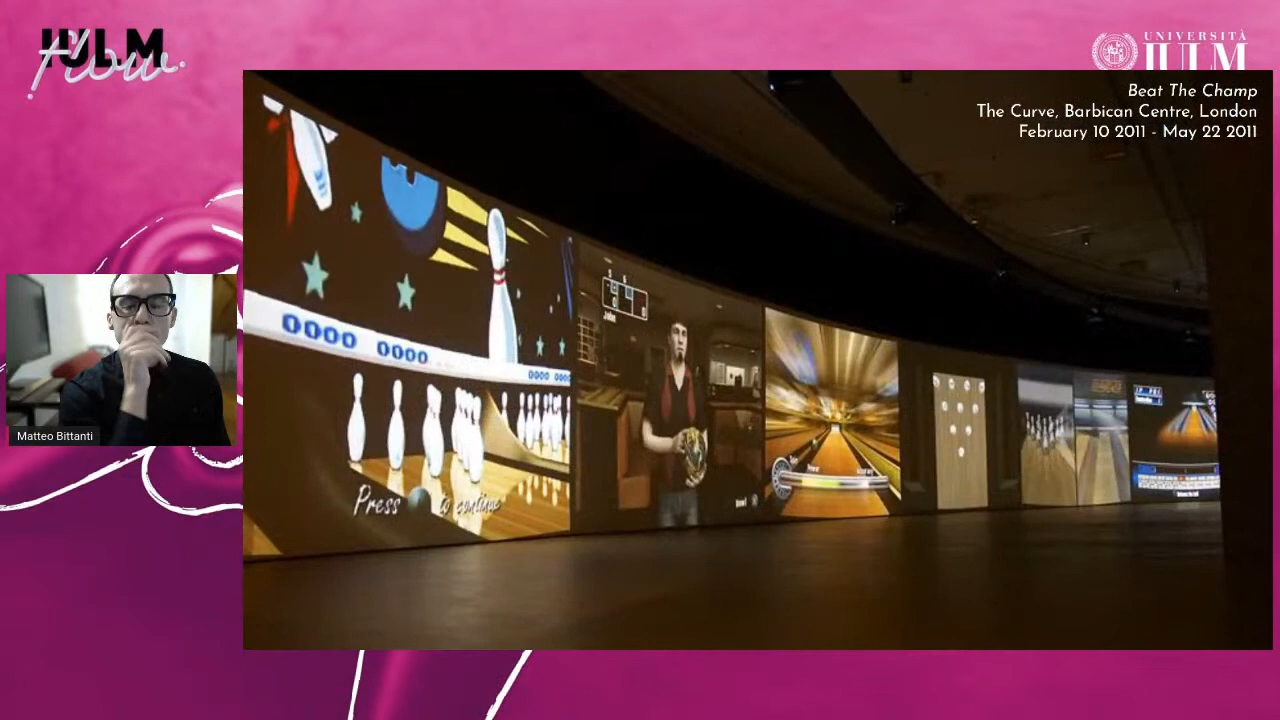 IULM
flow.
UNIVERSITÀ
IULM
Beat The Champ
The Curve, Barbican Centre, London
February 10 2011 - May 22 2011
0000 0000
John
Press to continue
Matteo Bittanti